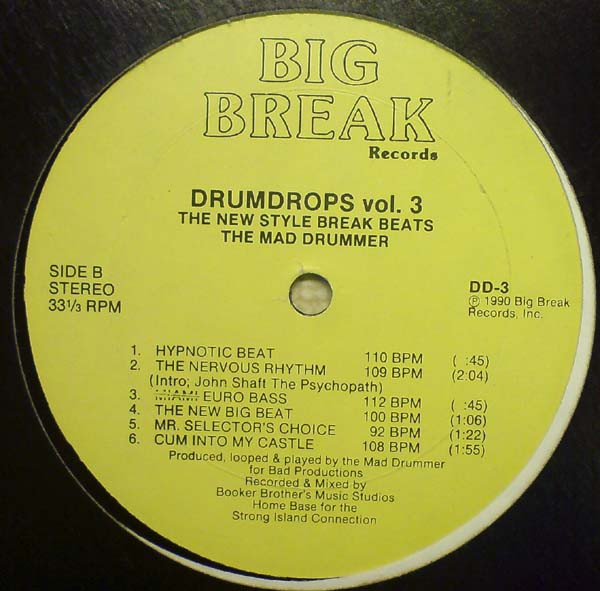 BIG
BREAK
Records
DRUMDROPS vol. 3
THE NEW STYLE BREAK BEATS
THE MAD DRUMMER
SIDE B
STEREO
33⅓ RPM
DD-3
℗ 1990 Big Break
Records, Inc.
1. HYPNOTIC BEAT 110 BPM ( :45)
2. THE NERVOUS RHYTHM 109 BPM (2:04)
(Intro; John Shaft The Psychopath)
3. MIAMI EURO BASS 112 BPM ( :45)
4. THE NEW BIG BEAT 100 BPM (1:06)
5. MR. SELECTOR'S CHOICE 92 BPM (1:22)
6. CUM INTO MY CASTLE 108 BPM (1:55)
Produced, looped & played by the Mad Drummer
for Bad Productions
Recorded & Mixed by
Booker Brother's Music Studios
Home Base for the
Strong Island Connection